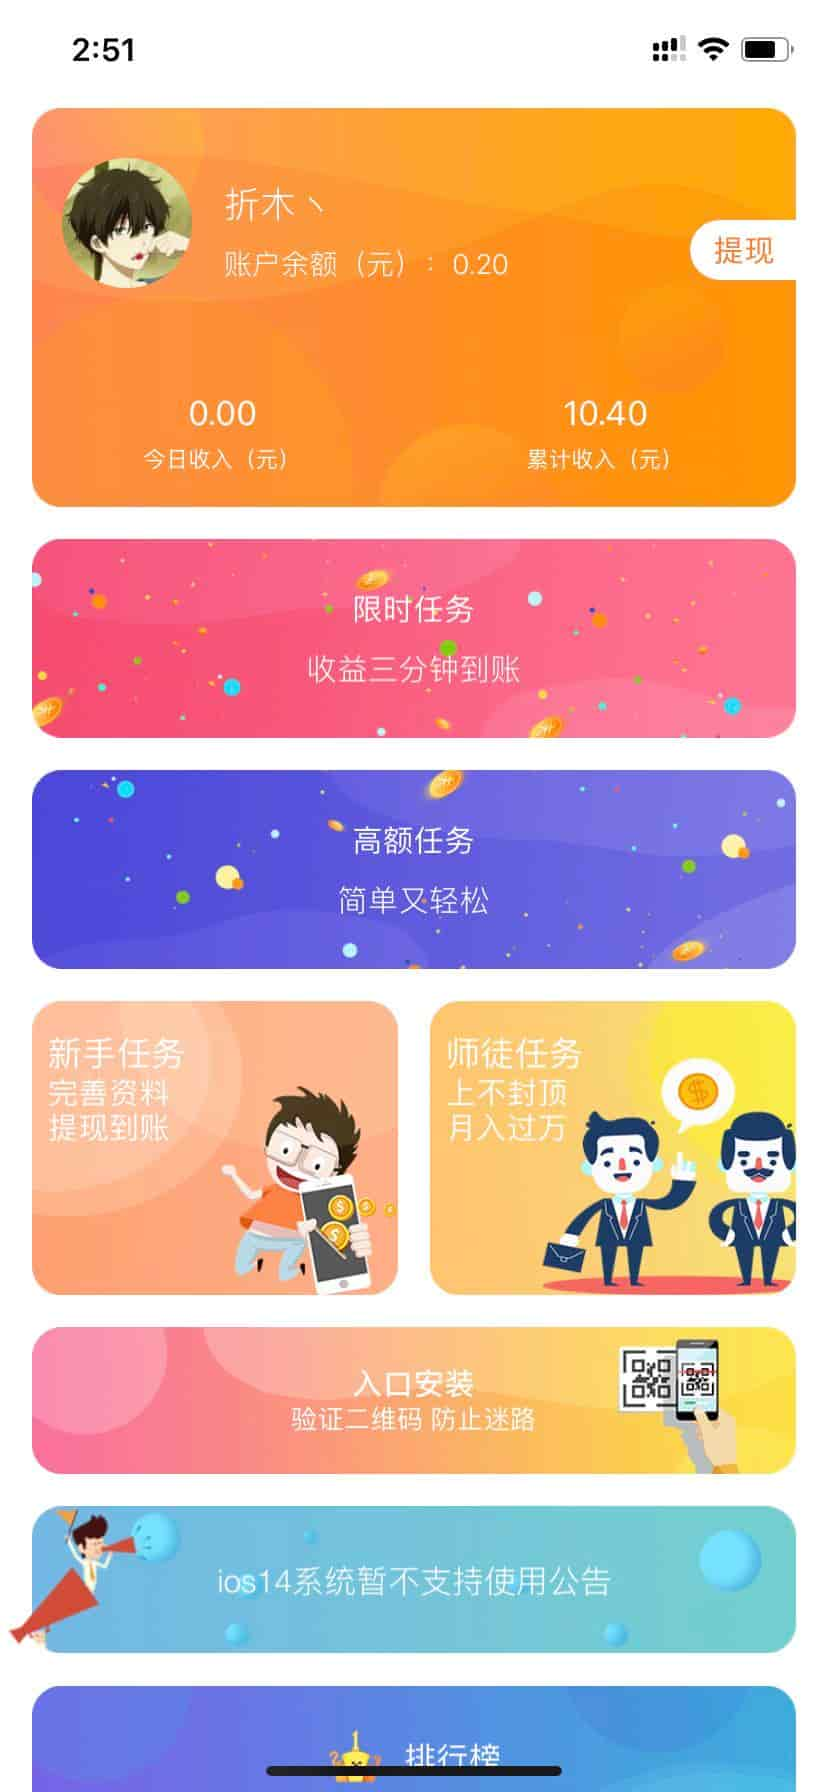 2:51
折木ヽ
账户余额（元）：0.20
提现
0.00
今日收入（元）
10.40
累计收入（元）
限时任务
收益三分钟到账
高额任务
简单又轻松
新手任务
完善资料
提现到账
师徒任务
上不封顶
月入过万
入口安装
验证二维码 防止迷路
ios14系统暂不支持使用公告
1
排行榜